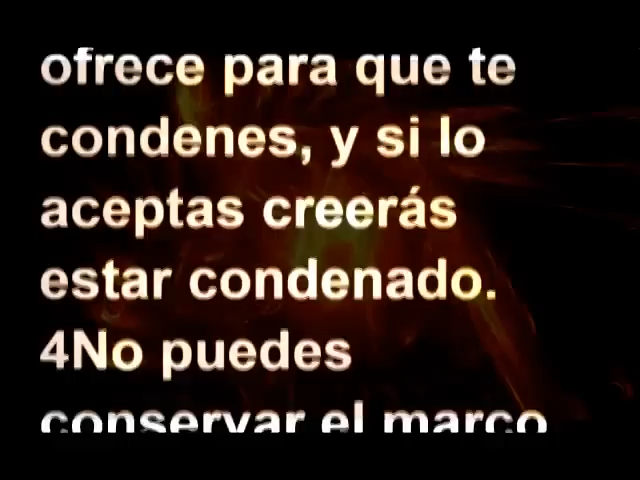 ofrece para que te
condenes, y si lo
aceptas creerás
estar condenado.
4No puedes
conservar el marco